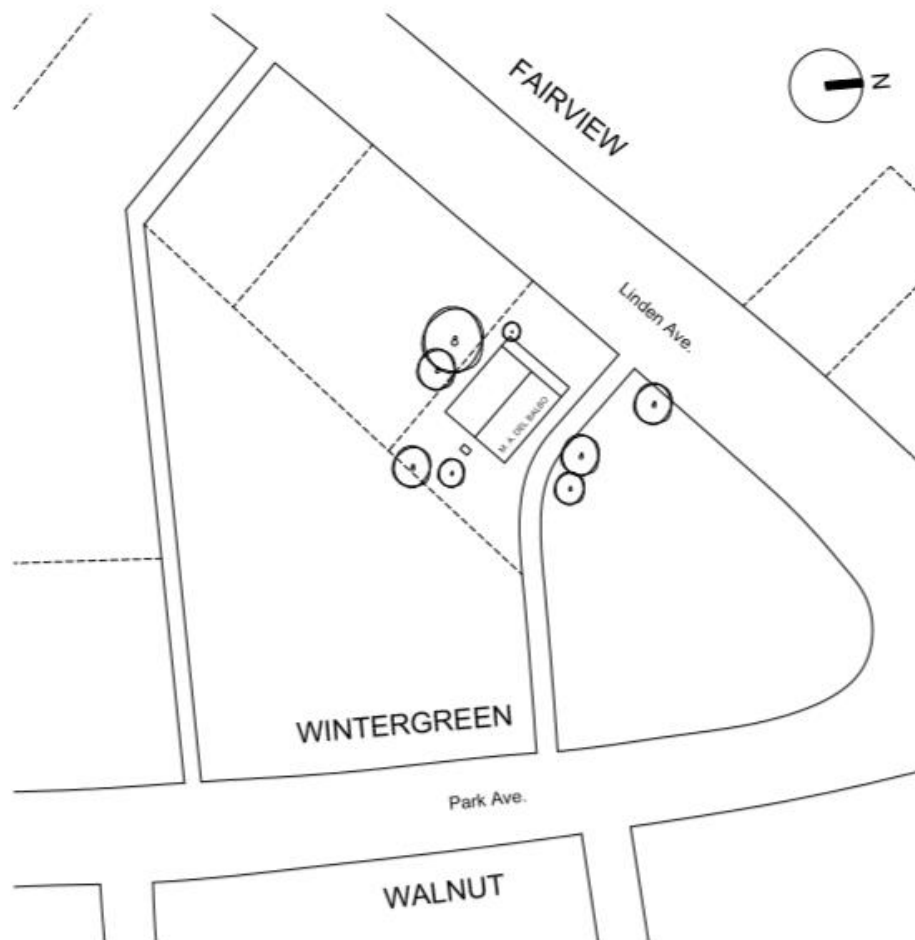 FAIRVIEW
N
Linden Ave.
M. A. DEL BALSO
WINTERGREEN
Park Ave.
WALNUT